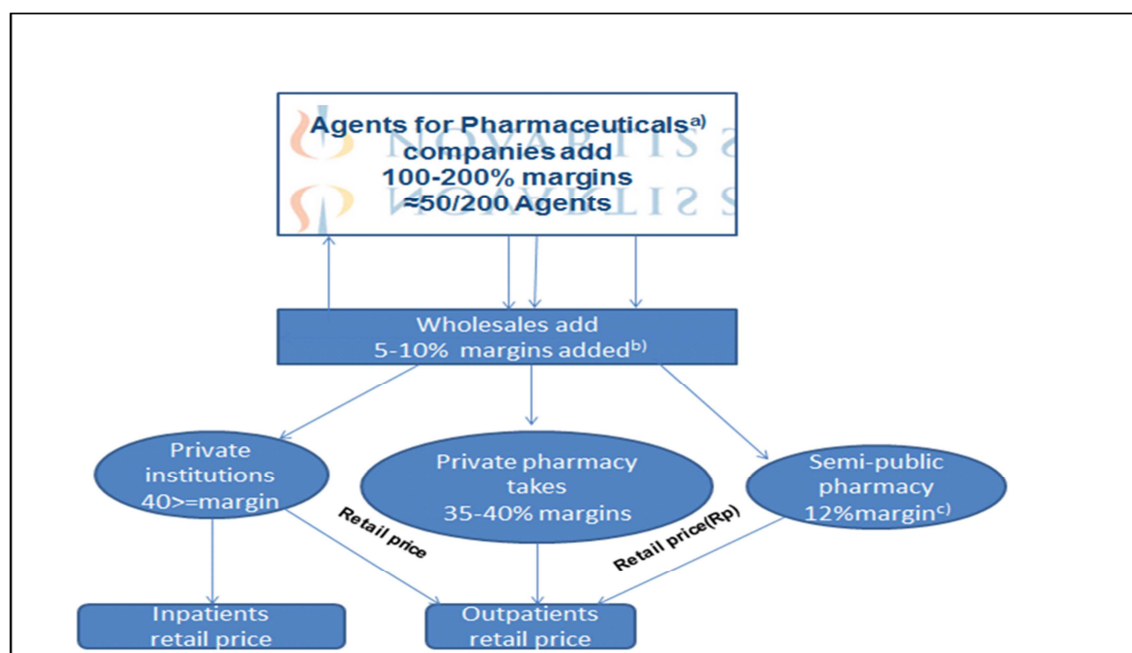 Agents for Pharmaceuticals a)
companies add
100-200% margins
≈50/200 Agents
NOVARTIS S
NOVARTIS S
Wholesales add
5-10% margins added b)
Private
institutions
40>=margin
Private pharmacy
takes
35-40% margins
Semi-public
pharmacy
12%margin c)
Retail price
Retail price(Rp)
Inpatients
retail price
Outpatients
retail price